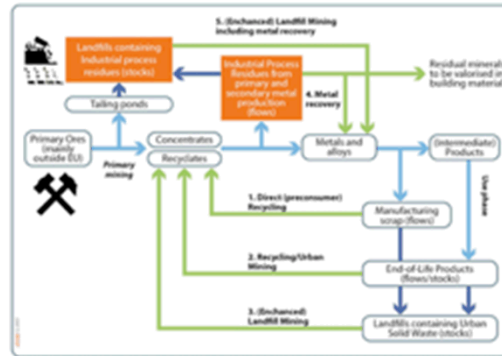 5. (Enchanced) Landfill Mining
including metal recovery
Landfills containing
Industrial process
residues (stocks)
Industrial Process
Residues from
primary and
secondary metal
production
(flows)
4. Metal
recovery
Residual minerals
to be valorised in
building material
Tailing ponds
Primary Ores
(mainly
outside EU)
Primary
mining
Concentrates
Recyclates
Metals and
alloys
(Intermediate)
Products
Use phase
1. Direct (preconsumer)
Recycling
Manufacturing
scrap (flows)
2. Recycling/Urban
Mining
End-of-Life Products
(flows/stocks)
3. (Enchanced)
Landfill Mining
Landfills containing Urban
Solid Waste (stocks)